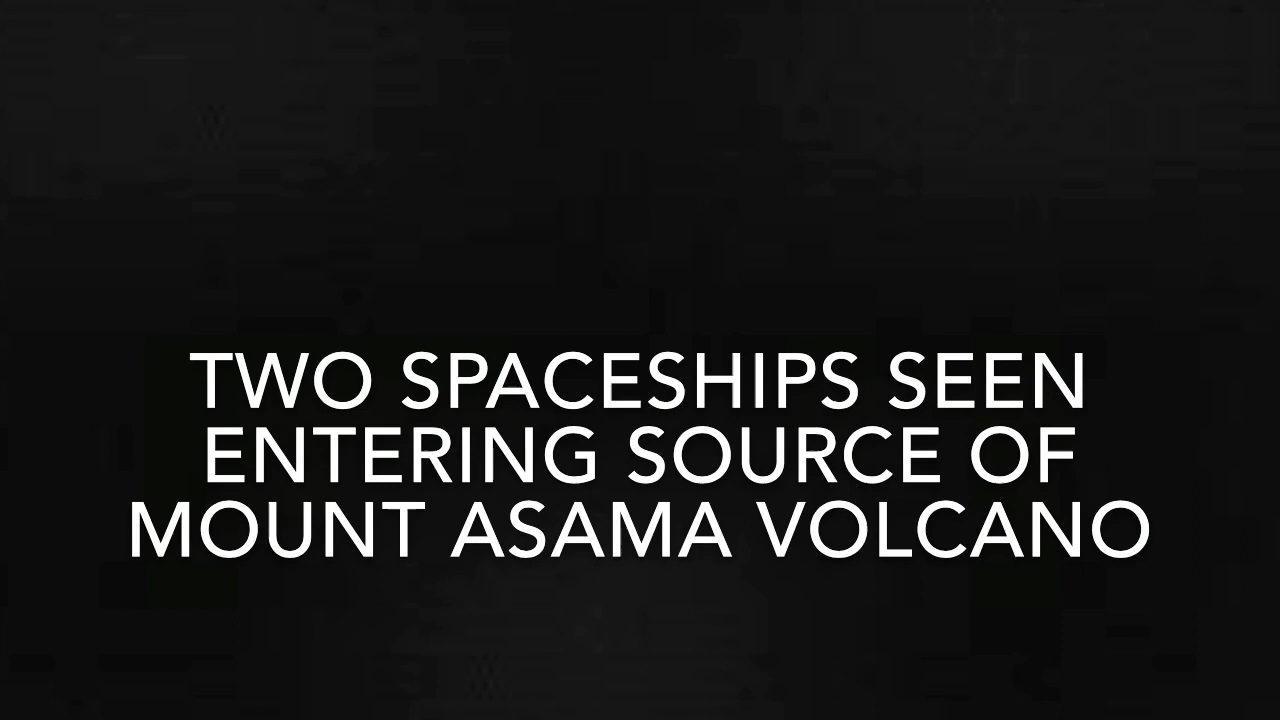 TWO SPACESHIPS SEEN
ENTERING SOURCE OF
MOUNT ASAMA VOLCANO